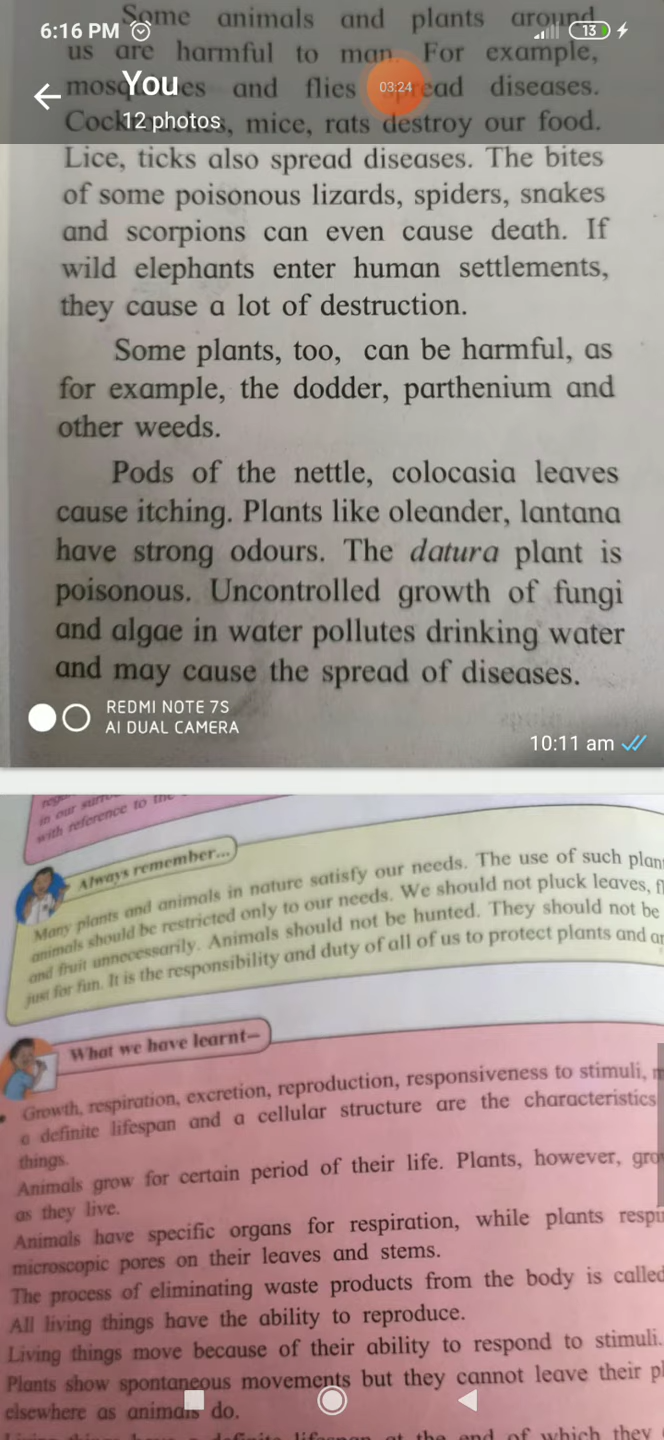 Some animals and plants around
6:16 PM
13
us are harmful to man. For example,
You
and flies spread diseases.
03:24
12 photos
mice, rats destroy our food.
Lice, ticks also spread diseases. The bites
of some poisonous lizards, spiders, snakes
and scorpions can even cause death. If
wild elephants enter human settlements,
they cause a lot of destruction.
Some plants, too, can be harmful, as
for example, the dodder, parthenium and
other weeds.
Pods of the nettle, colocasia leaves
cause itching. Plants like oleander, lantana
have strong odours. The datura plant is
poisonous. Uncontrolled growth of fungi
and algae in water pollutes drinking water
and may cause the spread of diseases.
REDMI NOTE 7S
AI DUAL CAMERA
10:11 am
in our
with reference to the
Always remember...
Many plants and animals in nature satisfy our needs. The use of such
animals should be restricted only to our needs. We should not pluck leaves,
and fruit unnecessarily. Animals should not be hunted. They should not be
just for fun. It is the responsibility and duty of all of us to protect plants and
What we have learnt–
• Growth, respiration, excretion, reproduction, responsiveness to stimuli,
a definite lifespan and a cellular structure are the characteristics
things.
Animals grow for certain period of their life. Plants, however,
as they live.
Animals have specific organs for respiration, while plants
microscopic pores on their leaves and stems.
The process of eliminating waste products from the body is called
All living things have the ability to reproduce.
Living things move because of their ability to respond to stimuli.
Plants show spontaneous movements but they cannot leave their
elsewhere as animals do.
at the end of which they